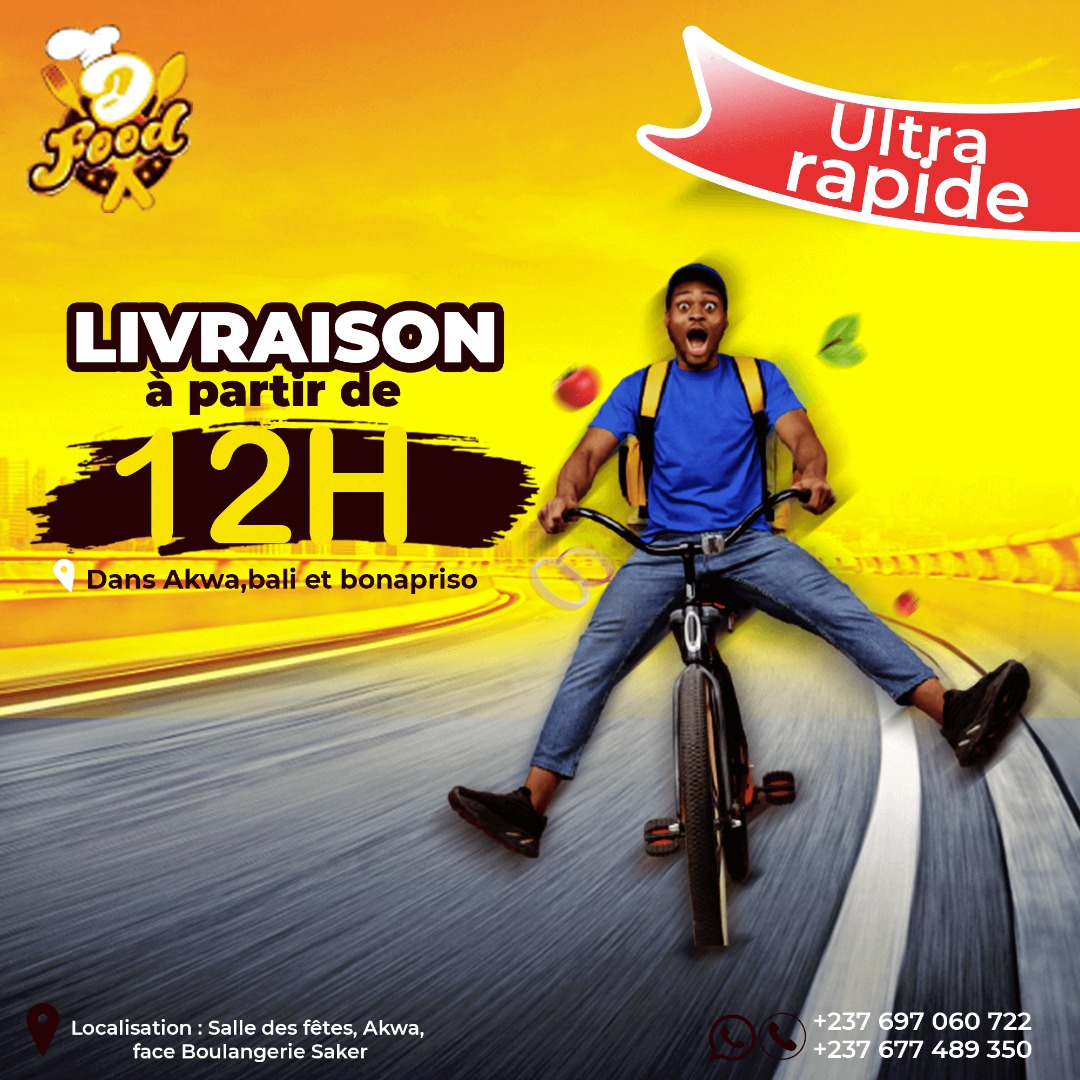 D
Food
Ultra
rapide
LIVRAISON
à partir de
12H
Dans Akwa,bali et bonapriso
Localisation : Salle des fêtes, Akwa,
face Boulangerie Saker
+237 697 060 722
+237 677 489 350